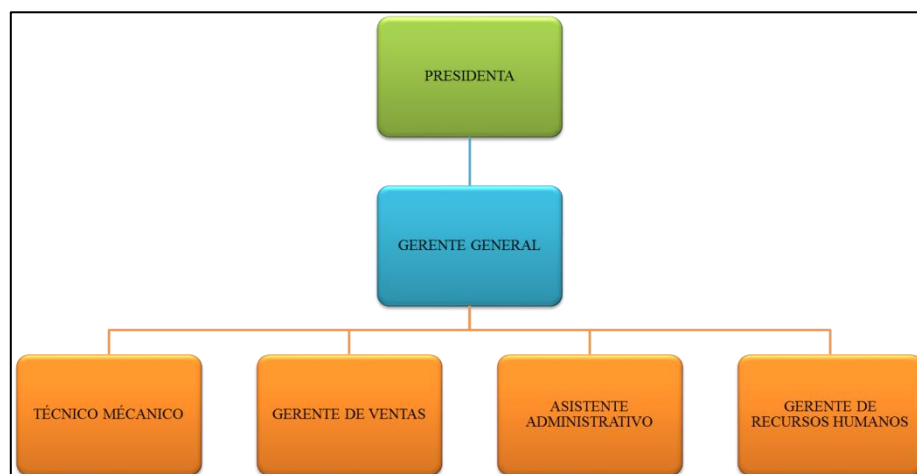 PRESIDENTA
GERENTE GENERAL
TÉCNICO MÉCANICO
GERENTE DE VENTAS
ASISTENTE
ADMINISTRATIVO
GERENTE DE
RECURSOS HUMANOS